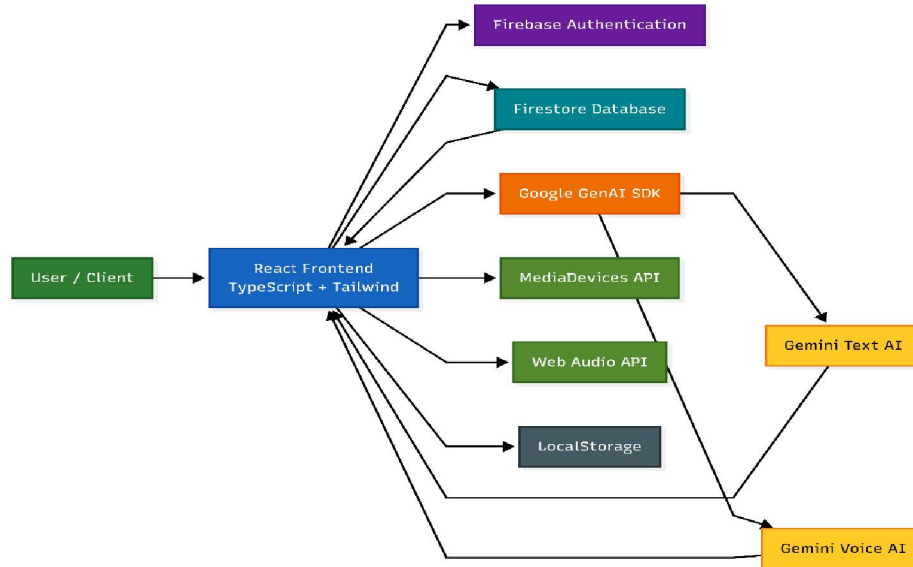 Firebase Authentication
Firestore Database
Google GenAI SDK
User / Client
React Frontend
TypeScript + Tailwind
MediaDevices API
Gemini Text AI
Web Audio API
LocalStorage
Gemini Voice AI